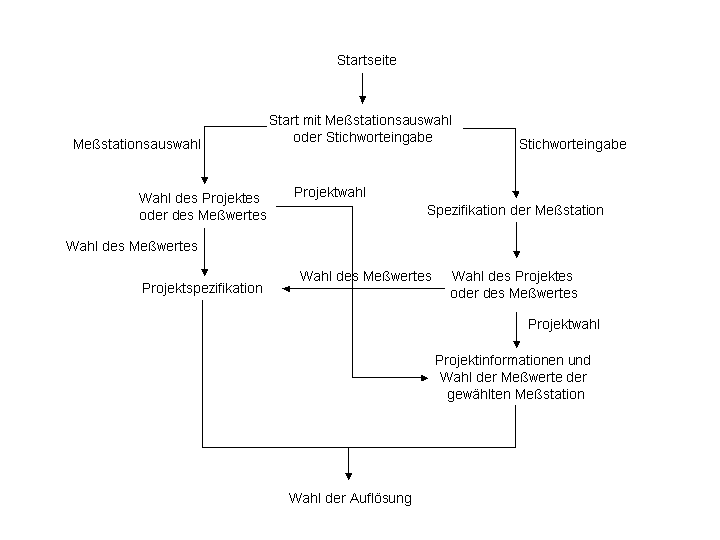 Startseite
Start mit Meßstationsauswahl
oder Stichworteingabe
Meßstationsauswahl
Stichworteingabe
Wahl des Projektes
oder des Meßwertes
Projektwahl
Spezifikation der Meßstation
Wahl des Meßwertes
Projektspezifikation
Wahl des Meßwertes
Wahl des Projektes
oder des Meßwertes
Projektwahl
Projektinformationen und
Wahl der Meßwerte der
gewählten Meßstation
Wahl der Auflösung